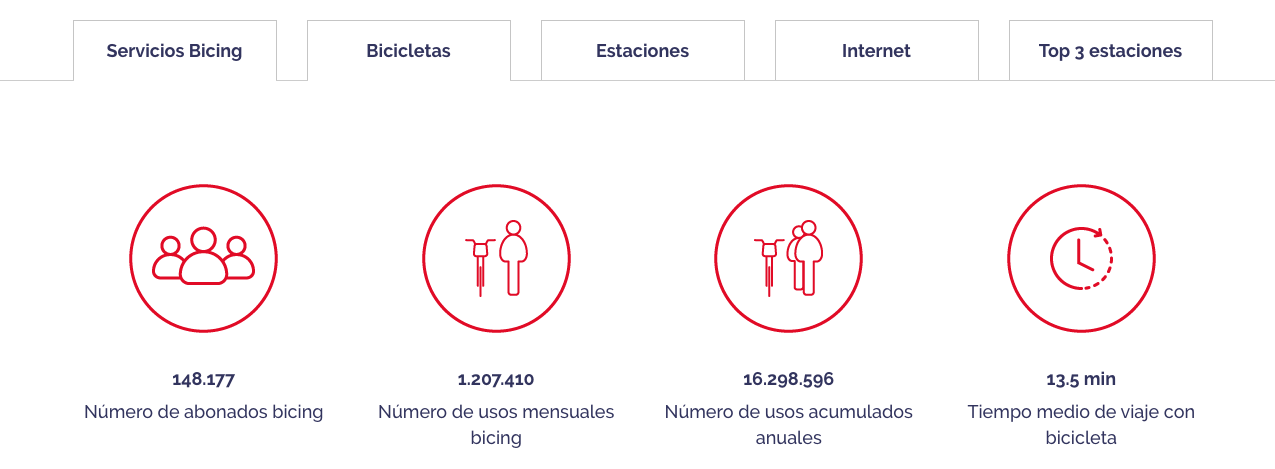 Servicios Bicing
Bicicletas
Estaciones
Internet
Top 3 estaciones
148.177
Número de abonados bicing
1.207.410
Número de usos mensuales
bicing
16.298.596
Número de usos acumulados
anuales
13.5 min
Tiempo medio de viaje con
bicicleta